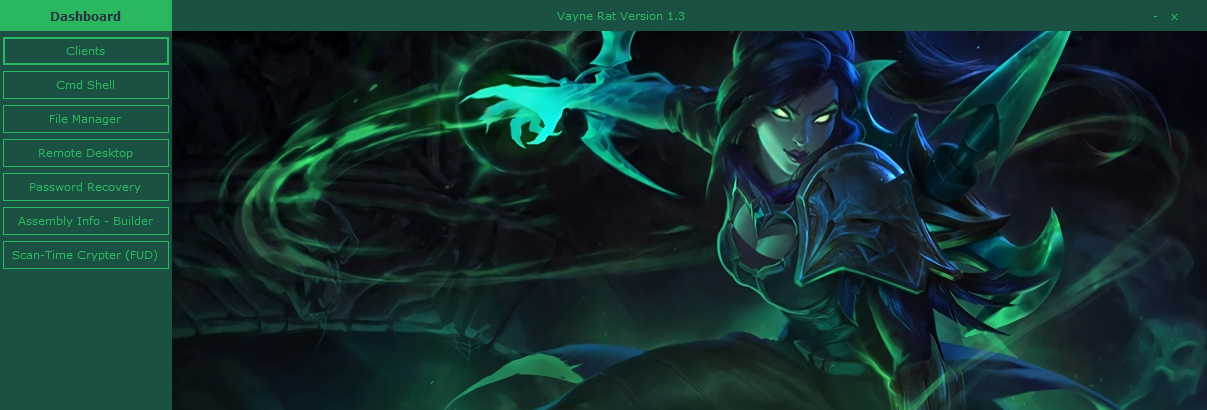 Dashboard
Vayne Rat Version 1.3
- x
Clients
Cmd Shell
File Manager
Remote Desktop
Password Recovery
Assembly Info - Builder
Scan-Time Crypter (FUD)